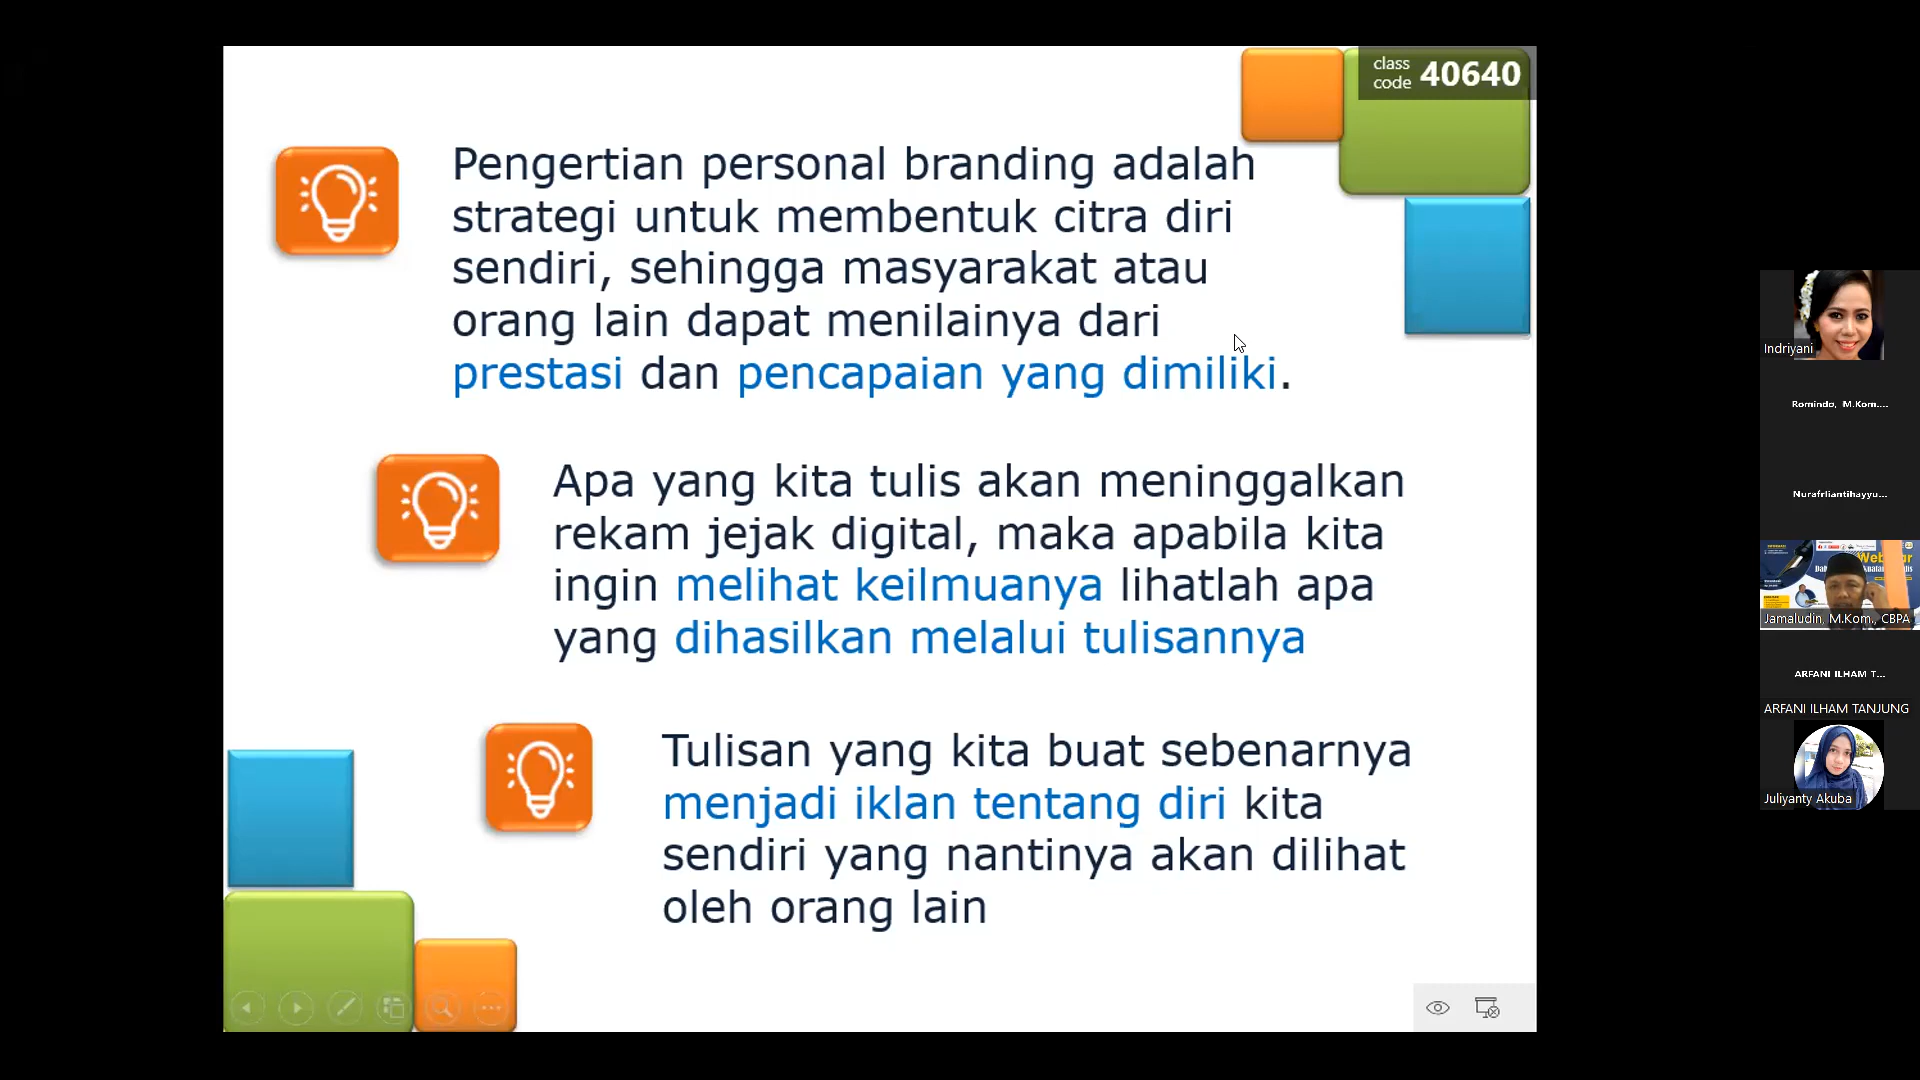 class
code 40640
Pengertian personal branding adalah
strategi untuk membentuk citra diri
sendiri, sehingga masyarakat atau
orang lain dapat menilainya dari
prestasi dan pencapaian yang dimiliki.
Apa yang kita tulis akan meninggalkan
rekam jejak digital, maka apabila kita
ingin melihat keilmuanya lihatlah apa
yang dihasilkan melalui tulisannya
Tulisan yang kita buat sebenarnya
menjadi iklan tentang diri kita
sendiri yang nantinya akan dilihat
oleh orang lain
Indriyani
Romindo, M.Kom....
Nurafrliantihayyu...
Jamaludin, M.Kom., CBPA
ARFANI ILHAM T...
ARFANI ILHAM TANJUNG
Juliyanty Akuba